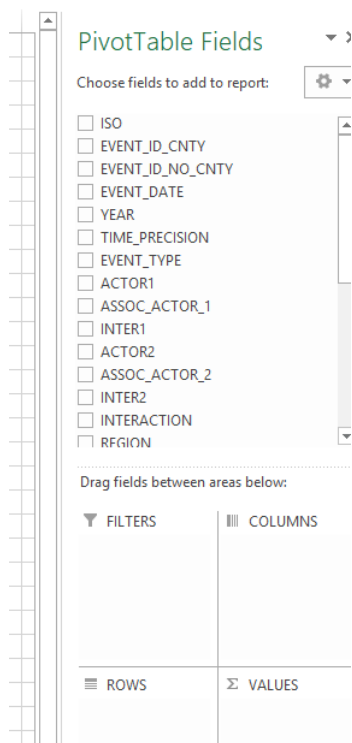 PivotTable Fields
Choose fields to add to report:
ISO
EVENT_ID_CNTY
EVENT_ID_NO_CNTY
EVENT_DATE
YEAR
TIME_PRECISION
EVENT_TYPE
ACTOR1
ASSOC_ACTOR_1
INTER1
ACTOR2
ASSOC_ACTOR_2
INTER2
INTERACTION
REGION
Drag fields between areas below:
FILTERS
COLUMNS
ROWS
Σ VALUES